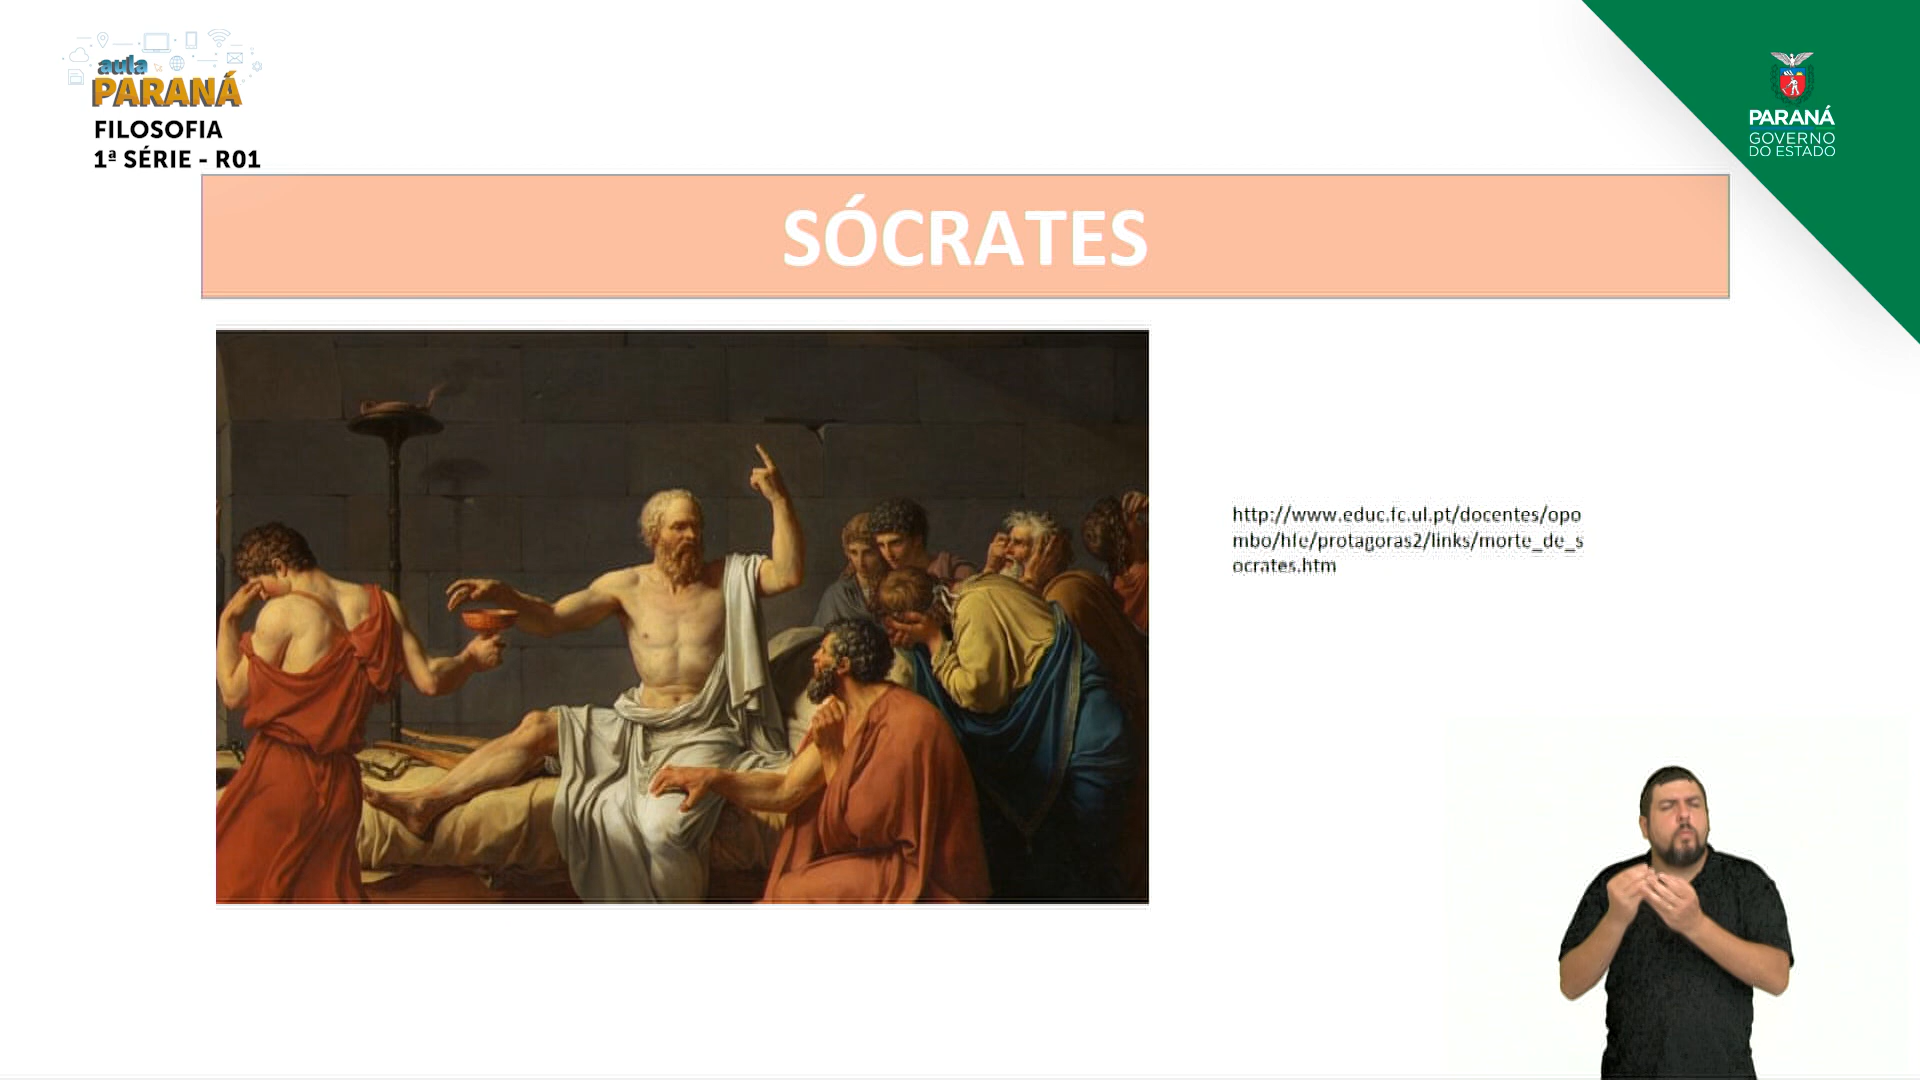 aula
PARANÁ
FILOSOFIA
1ª SÉRIE - R01
PARANÁ
GOVERNO
DO ESTADO
SÓCRATES
http://www.educ.fc.ul.pt/docentes/opo
mbo/hfe/protagoras2/links/morte_de_s
ocrates.htm